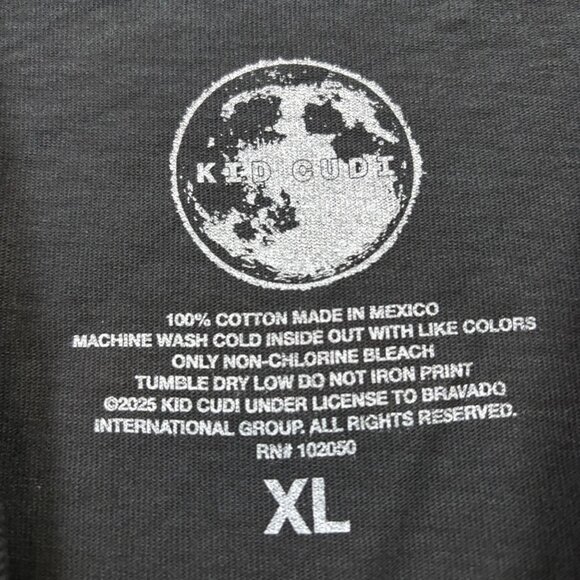 KID CUDI
100% COTTON MADE IN MEXICO
MACHINE WASH COLD INSIDE OUT WITH LIKE COLORS
ONLY NON-CHLORINE BLEACH
TUMBLE DRY LOW DO NOT IRON PRINT
©2025 KID CUDI UNDER LICENSE TO BRAVADO
INTERNATIONAL GROUP. ALL RIGHTS RESERVED.
RN# 102050
XL